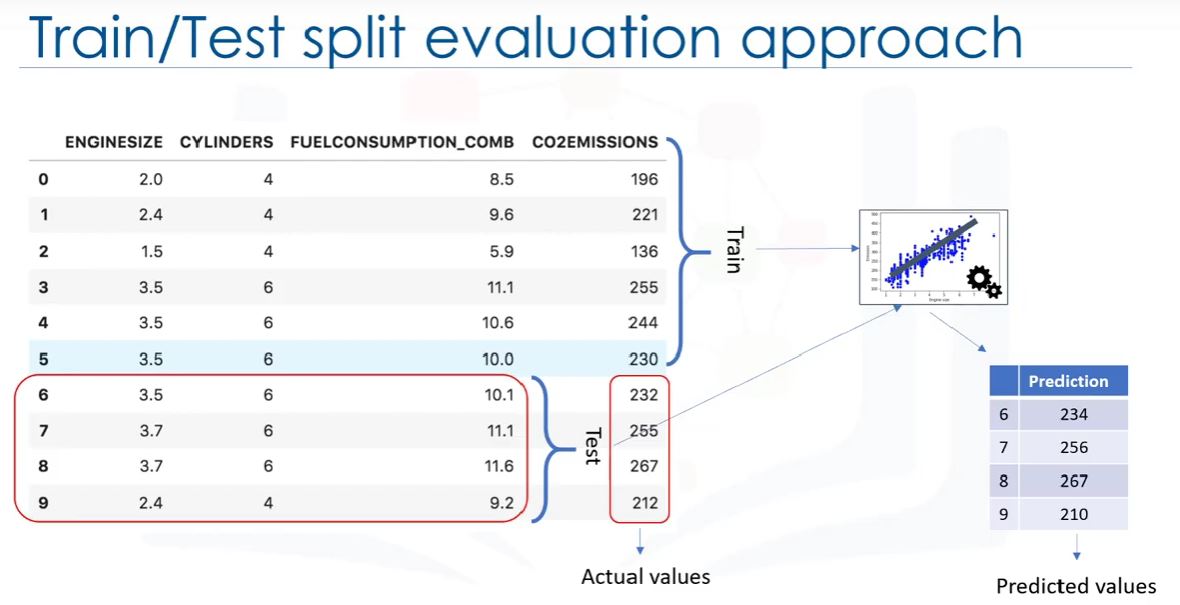 Train/Test split evaluation approach
ENGINESIZE CYLINDERS FUELCONSUMPTION_COMB CO2EMISSIONS
0 2.0 4 8.5 196
1 2.4 4 9.6 221
2 1.5 4 5.9 136
3 3.5 6 11.1 255
4 3.5 6 10.6 244
5 3.5 6 10.0 230
6 3.5 6 10.1 232
7 3.7 6 11.1 255
8 3.7 6 11.6 267
9 2.4 4 9.2 212
Train
Test
Actual values
Engine size
Prediction
6 234
7 256
8 267
9 210
Predicted values